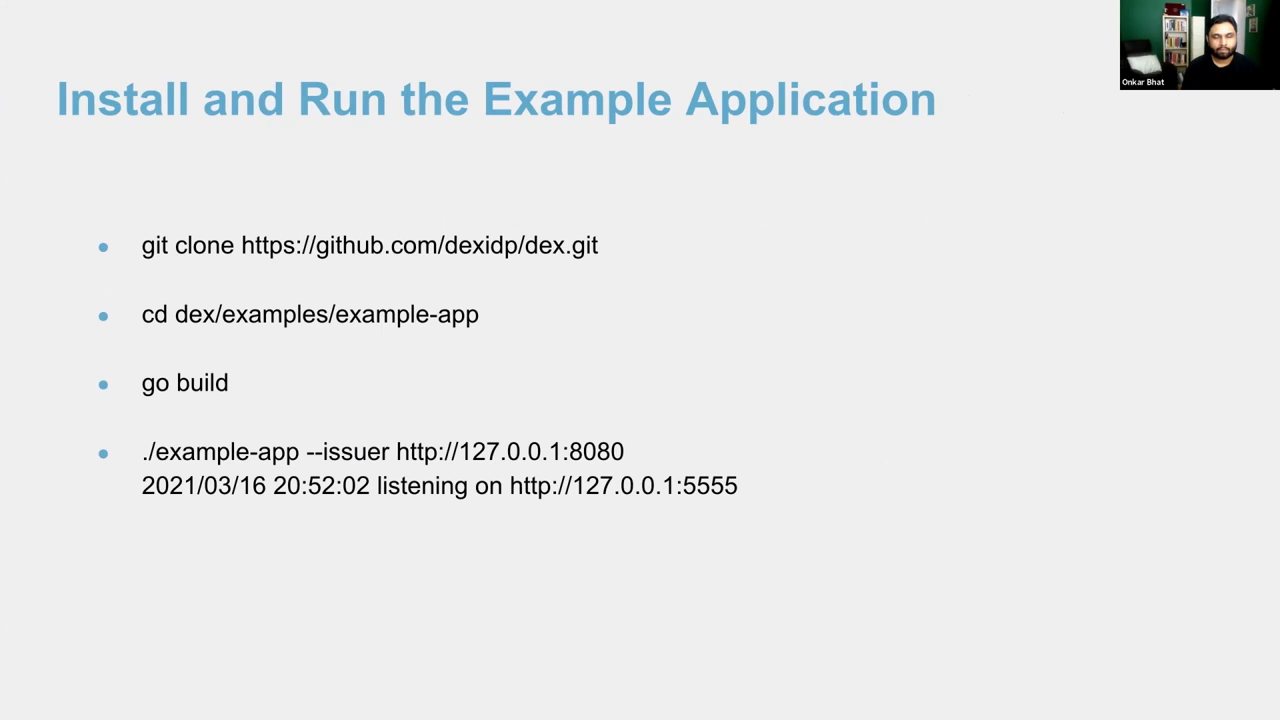 Install and Run the Example Application
Onkar Bhat
git clone https://github.com/dexidp/dex.git
cd dex/examples/example-app
go build
./example-app --issuer http://127.0.0.1:8080
2021/03/16 20:52:02 listening on http://127.0.0.1:5555